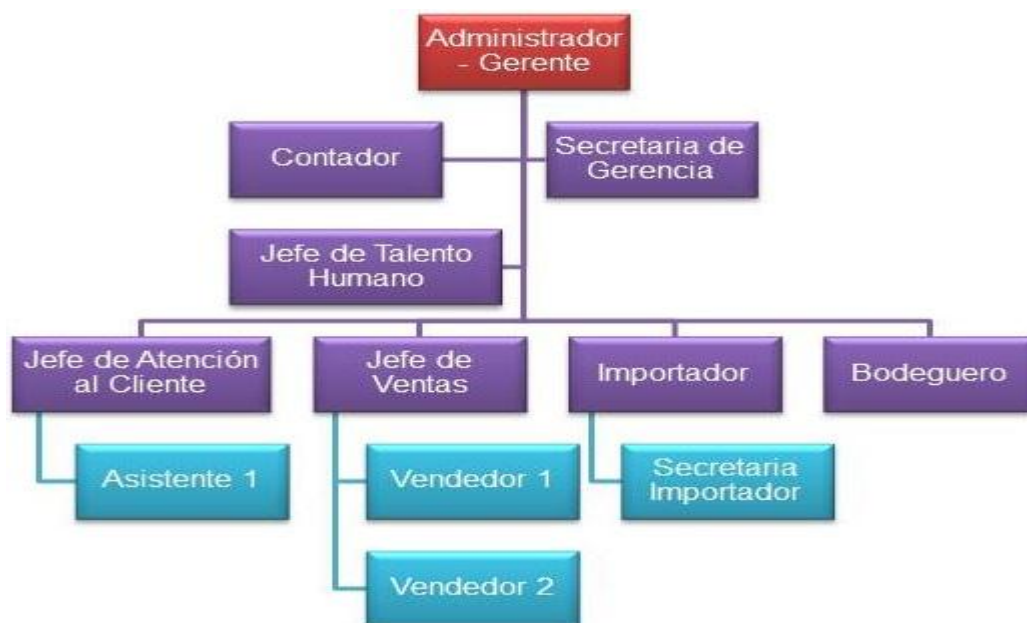 Administrador
- Gerente
Contador
Secretaria de
Gerencia
Jefe de Talento
Humano
Jefe de Atención
al Cliente
Jefe de
Ventas
Importador
Bodeguero
Asistente 1
Vendedor 1
Secretaria
Importador
Vendedor 2